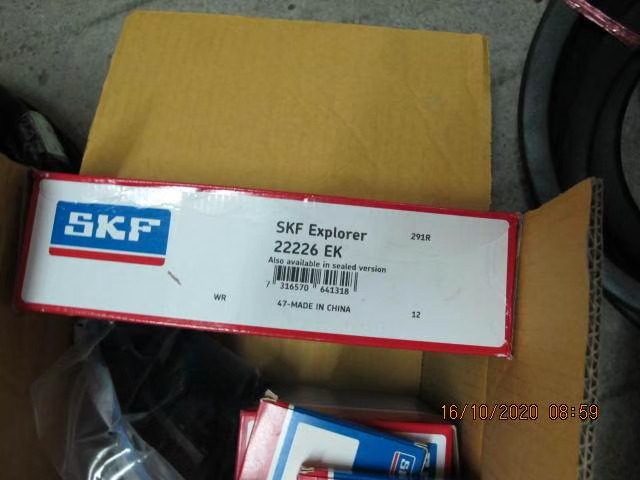 SKF
SKF Explorer
291R
22226 EK
Also available in sealed version
7 316570 641318
WR
47-MADE IN CHINA
12
SKF
16/10/2020 08:59